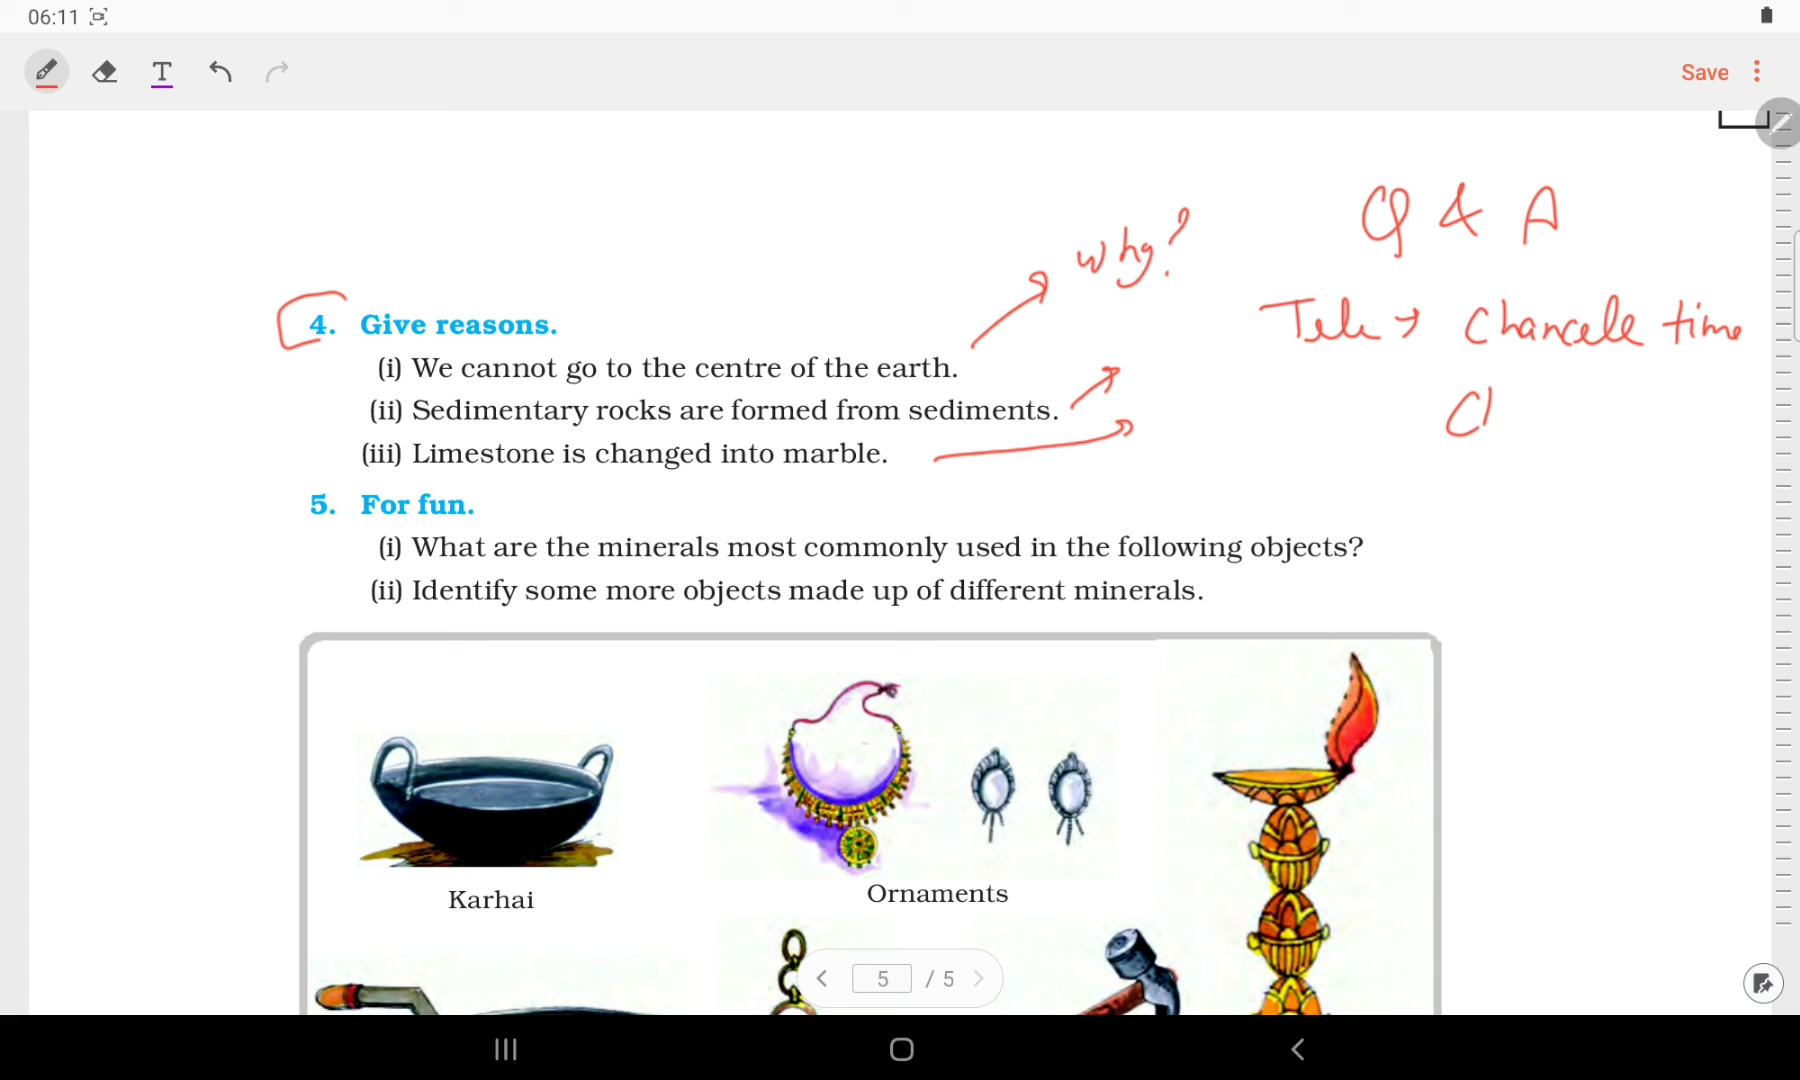 06:11
Save
Q & A
Why?
Tele → Chancele time
Cl
4. Give reasons.
(i) We cannot go to the centre of the earth.
(ii) Sedimentary rocks are formed from sediments.
(iii) Limestone is changed into marble.
5. For fun.
(i) What are the minerals most commonly used in the following objects?
(ii) Identify some more objects made up of different minerals.
Karhai
Ornaments
5 / 5